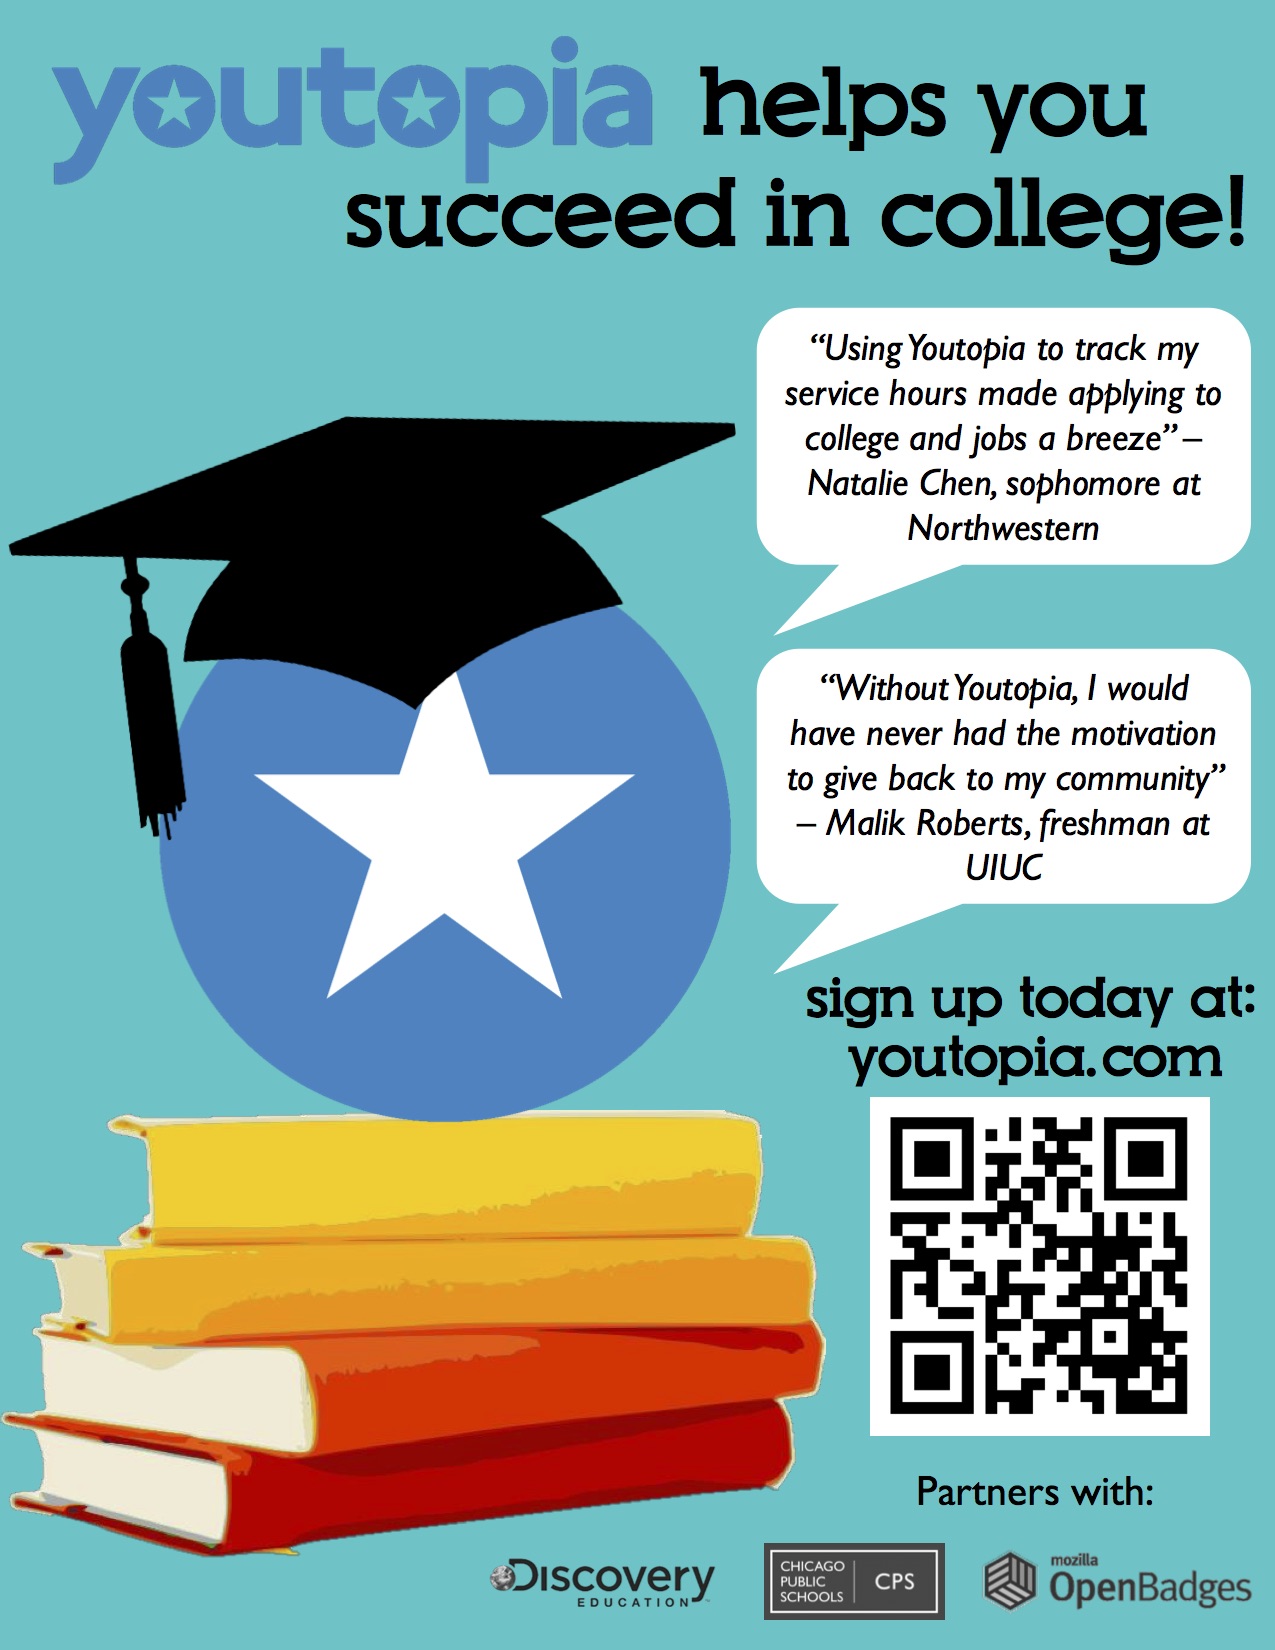 youtopia helps you
succeed in college!
“Using Youtopia to track my
service hours made applying to
college and jobs a breeze” –
Natalie Chen, sophomore at
Northwestern
“Without Youtopia, I would
have never had the motivation
to give back to my community”
– Malik Roberts, freshman at
UIUC
sign up today at:
youtopia.com
Partners with:
Discovery
EDUCATION™
CHICAGO
PUBLIC
SCHOOLS
CPS
mozilla
OpenBadges